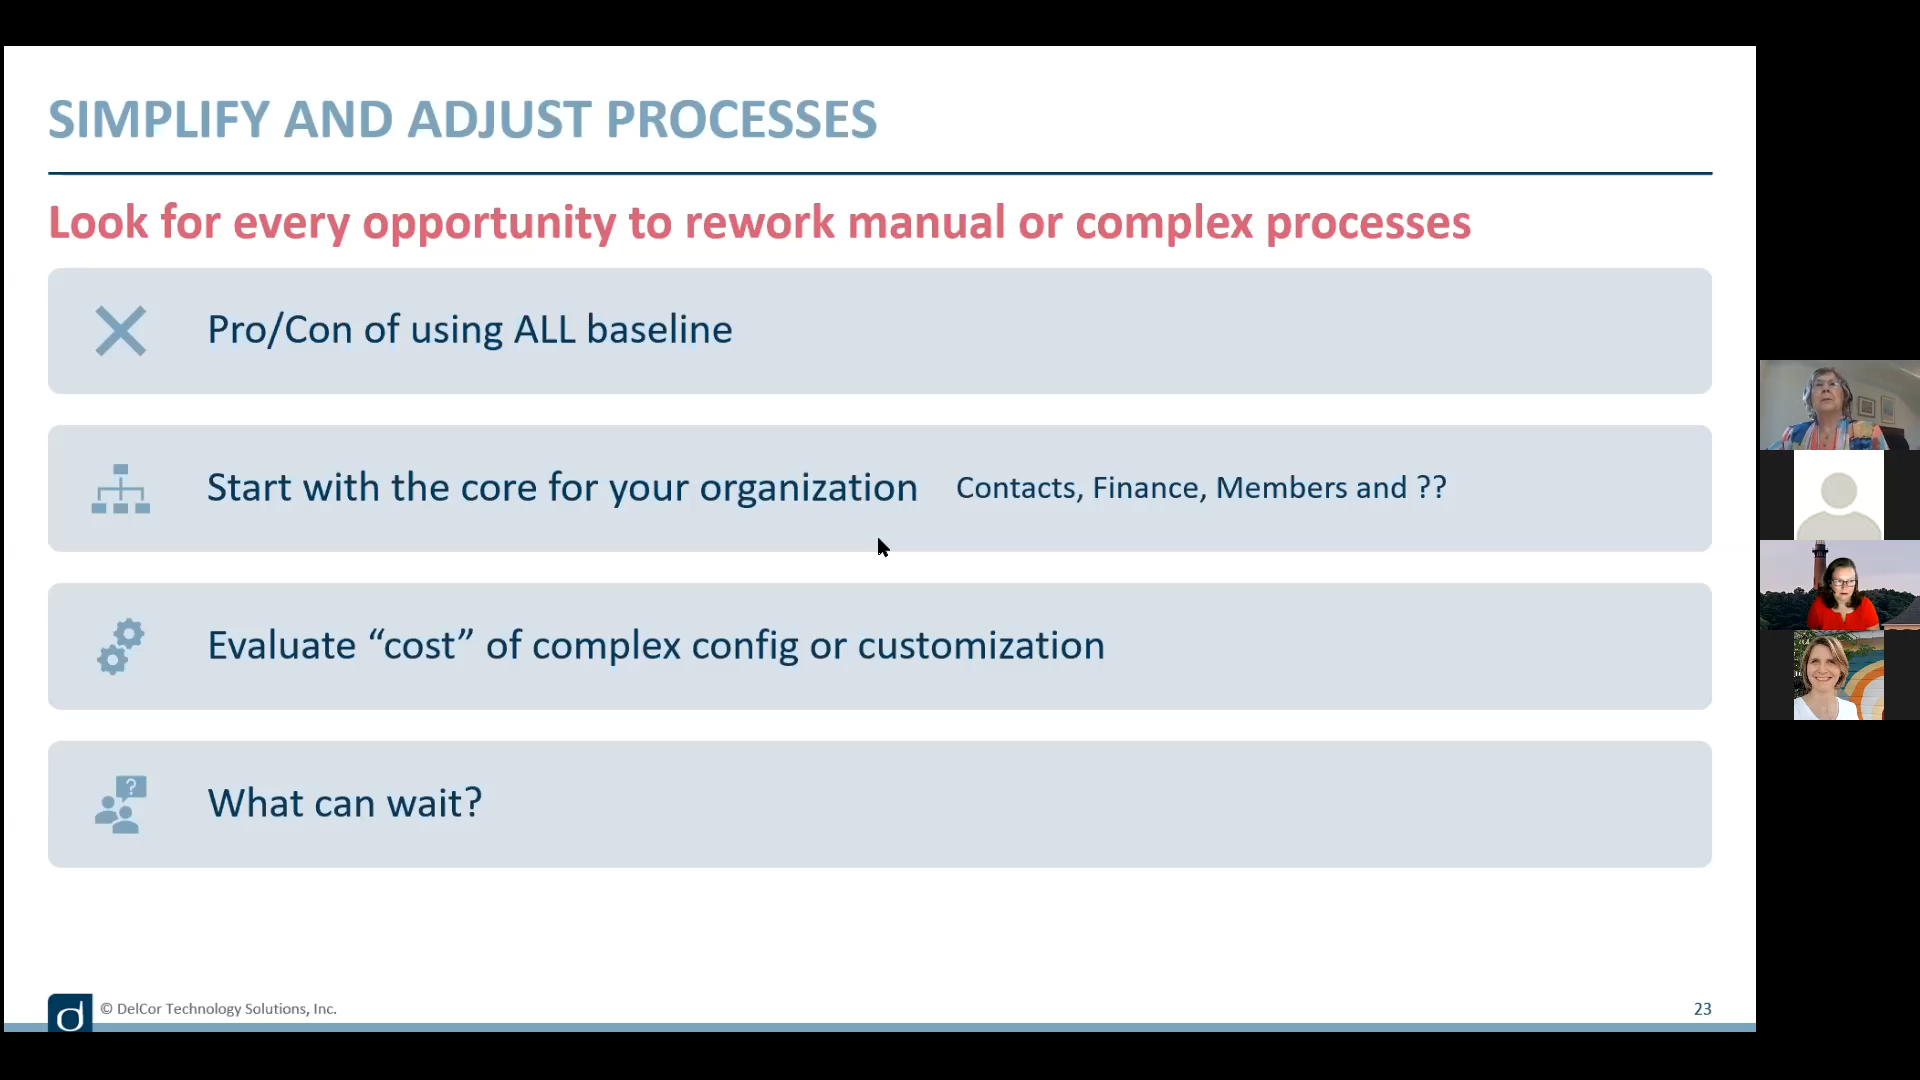 SIMPLIFY AND ADJUST PROCESSES
Look for every opportunity to rework manual or complex processes
Pro/Con of using ALL baseline
Start with the core for your organization Contacts, Finance, Members and ??
Evaluate “cost” of complex config or customization
?
What can wait?
d © DelCor Technology Solutions, Inc. 23